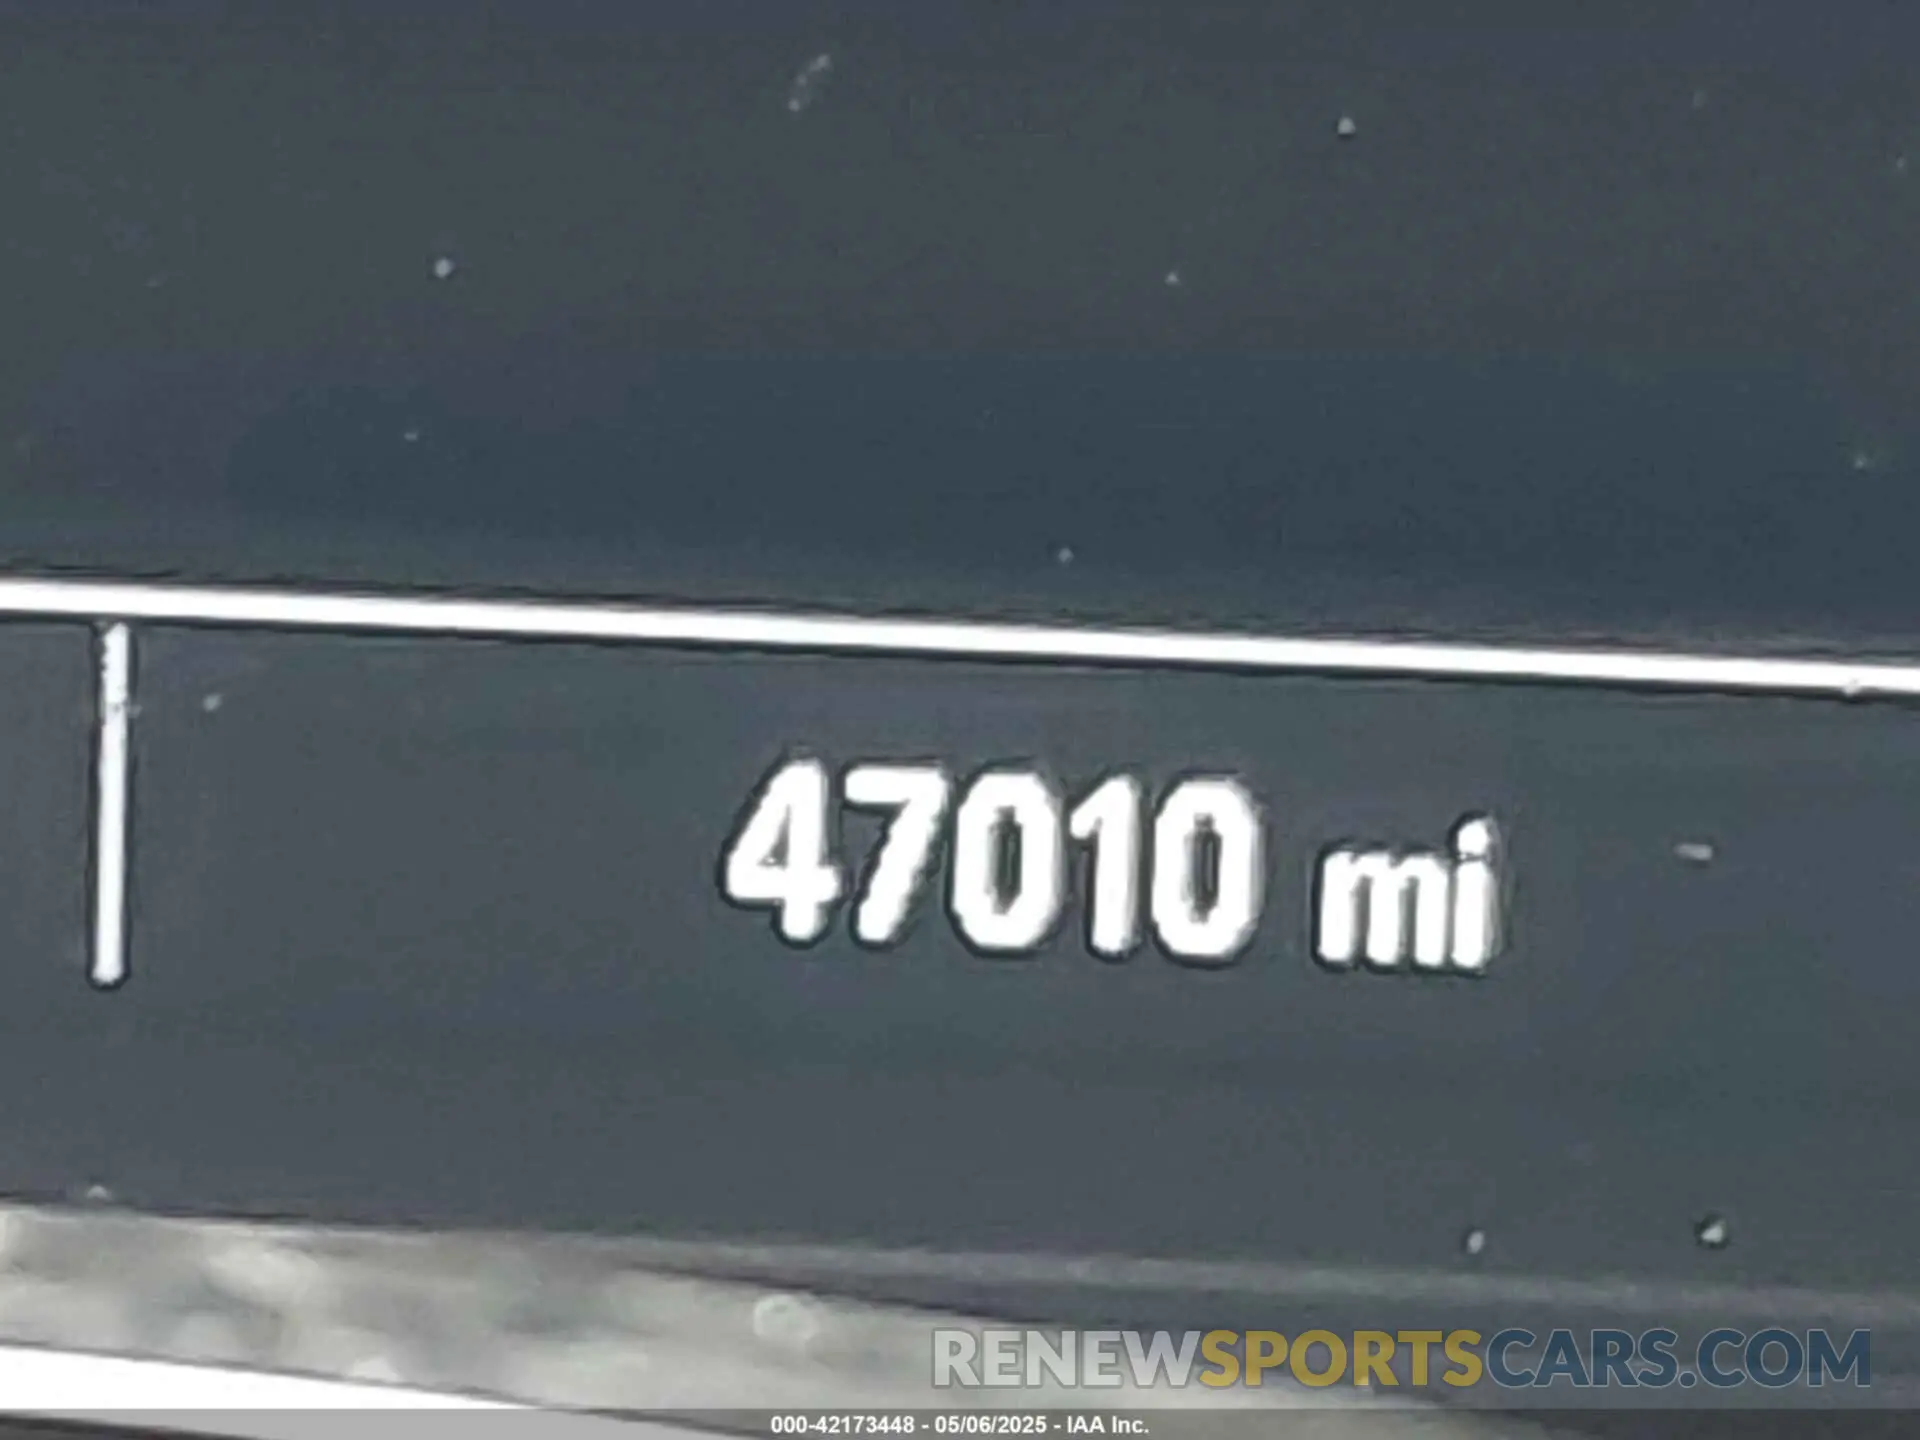 47010 mi
RENEWSPORTSCARS.COM
000-42173448 - 05/06/2025 - IAA Inc.